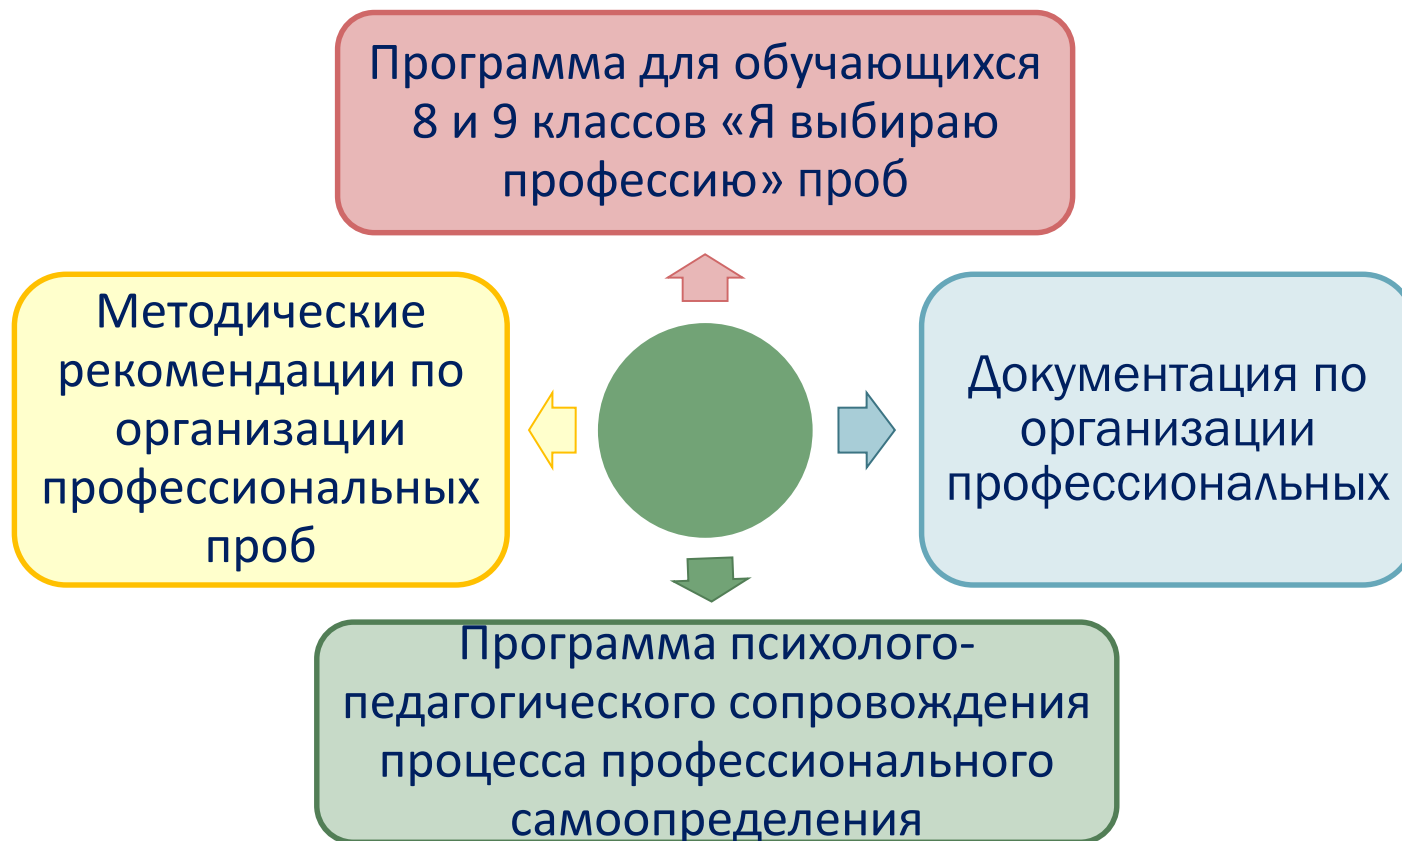 Программа для обучающихся
8 и 9 классов «Я выбираю
профессию» проб
Методические
рекомендации по
организации
профессиональных
проб
Документация по
организации
профессиональных
Программа психолого-
педагогического сопровождения
процесса профессионального
самоопределения